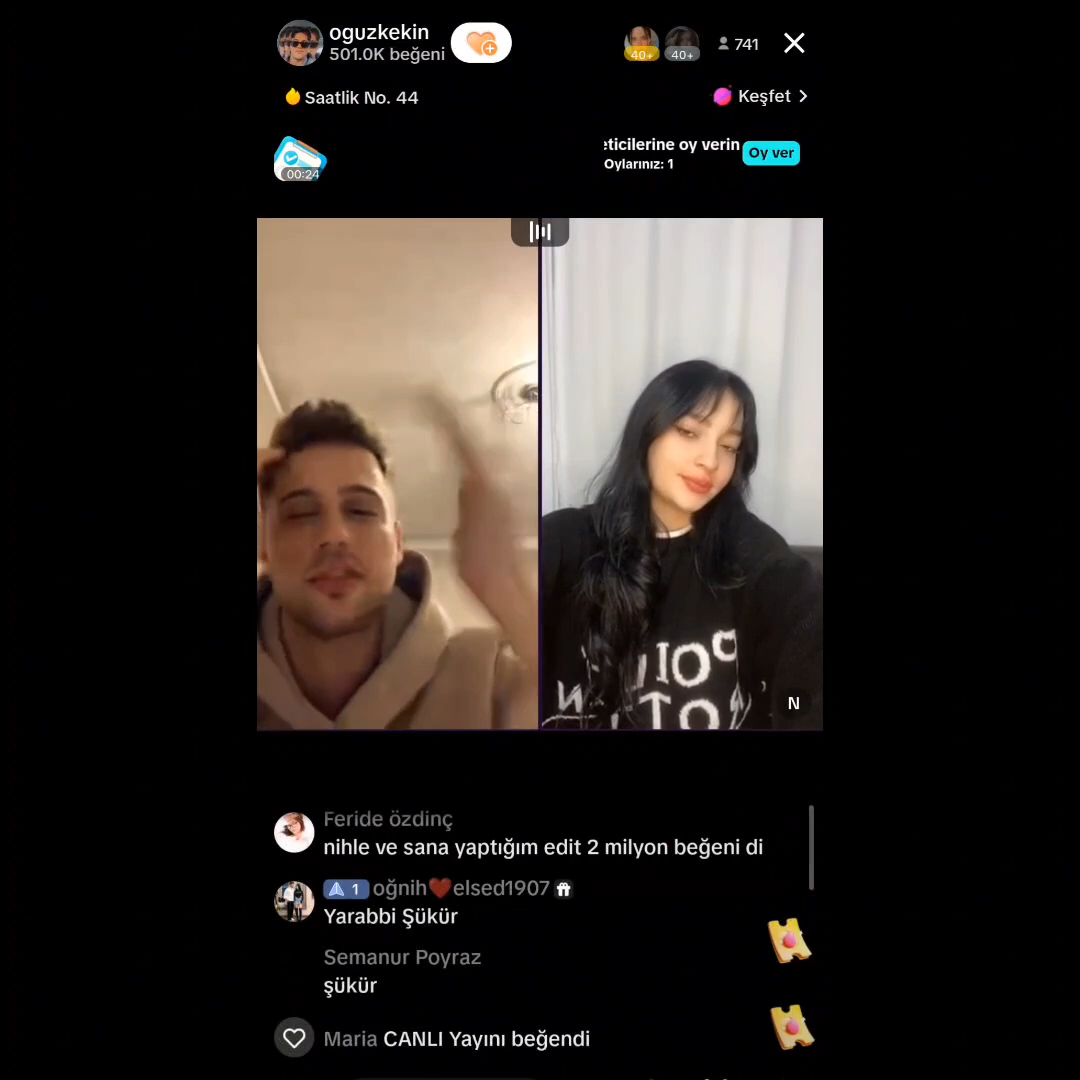 oguzkekin
501.0K beğeni
40+
40+
741
Saatlik No. 44
Keşfet
eticilerine oy verin
Oylarınız: 1
Oy ver
00:24
N
Feride özdinç
nihle ve sana yaptığım edit 2 milyon beğeni di
1 oğnih❤️elsed1907
Yarabbi Şükür
Semanur Poyraz
şükür
Maria CANLI Yayını beğendi